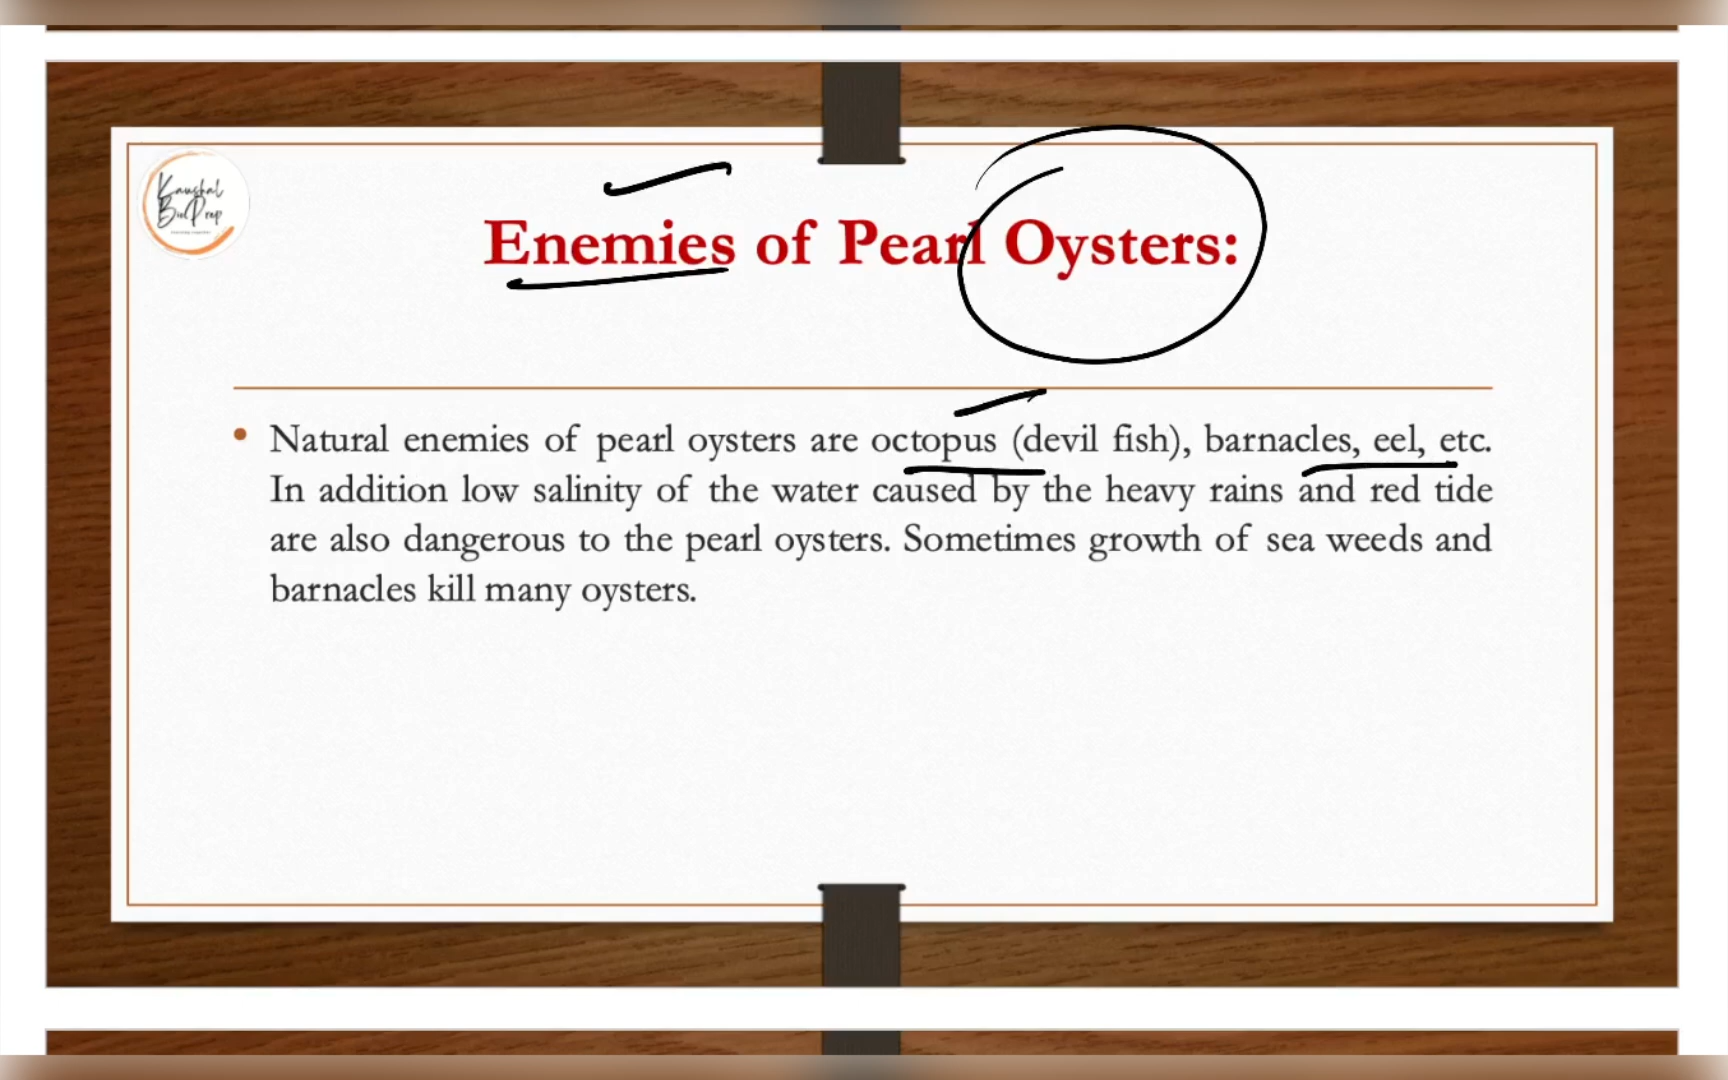 Kaushal
Enemies of Pearl Oysters:
• Natural enemies of pearl oysters are octopus (devil fish), barnacles, eel, etc.
In addition low salinity of the water caused by the heavy rains and red tide
are also dangerous to the pearl oysters. Sometimes growth of sea weeds and
barnacles kill many oysters.